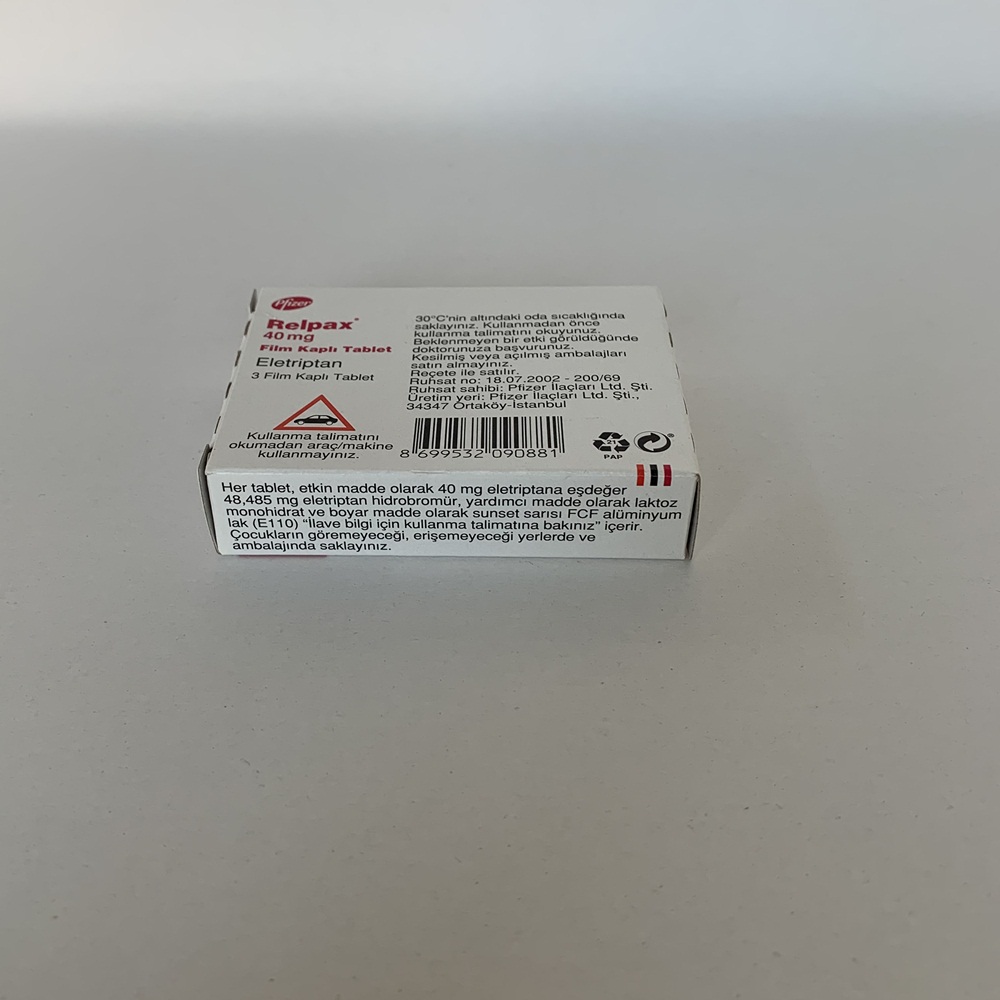 Pfizer
Relpax
40 mg
Film Kaplı Tablet
Eletriptan
3 Film Kaplı Tablet
Kullanma talimatını
okumadan araç/makine
kullanmayınız.
30°C'nin altındaki oda sıcaklığında
saklayınız. Kullanmadan önce
kullanma talimatını okuyunuz.
Beklenmeyen bir etki görüldüğünde
doktorunuza başvurunuz.
Kesilmiş veya açılmış ambalajları
satın almayınız.
Reçete ile satılır.
Ruhsat no: 18.07.2002 - 200/69
Ruhsat sahibi: Pfizer İlaçları Ltd. Şti.
Üretim yeri: Pfizer İlaçları Ltd. Şti.,
34347 Ortaköy-İstanbul
8 699532 090881
21
PAP
Her tablet, etkin madde olarak 40 mg eletriptana eşdeğer
48,485 mg eletriptan hidrobromür, yardımcı madde olarak laktoz
monohidrat ve boyar madde olarak sunset sarısı FCF alüminyum
lak (E110) "İlave bilgi için kullanma talimatına bakınız" içerir.
Çocukların göremeyeceği, erişemeyeceği yerlerde ve
ambalajında saklayınız.